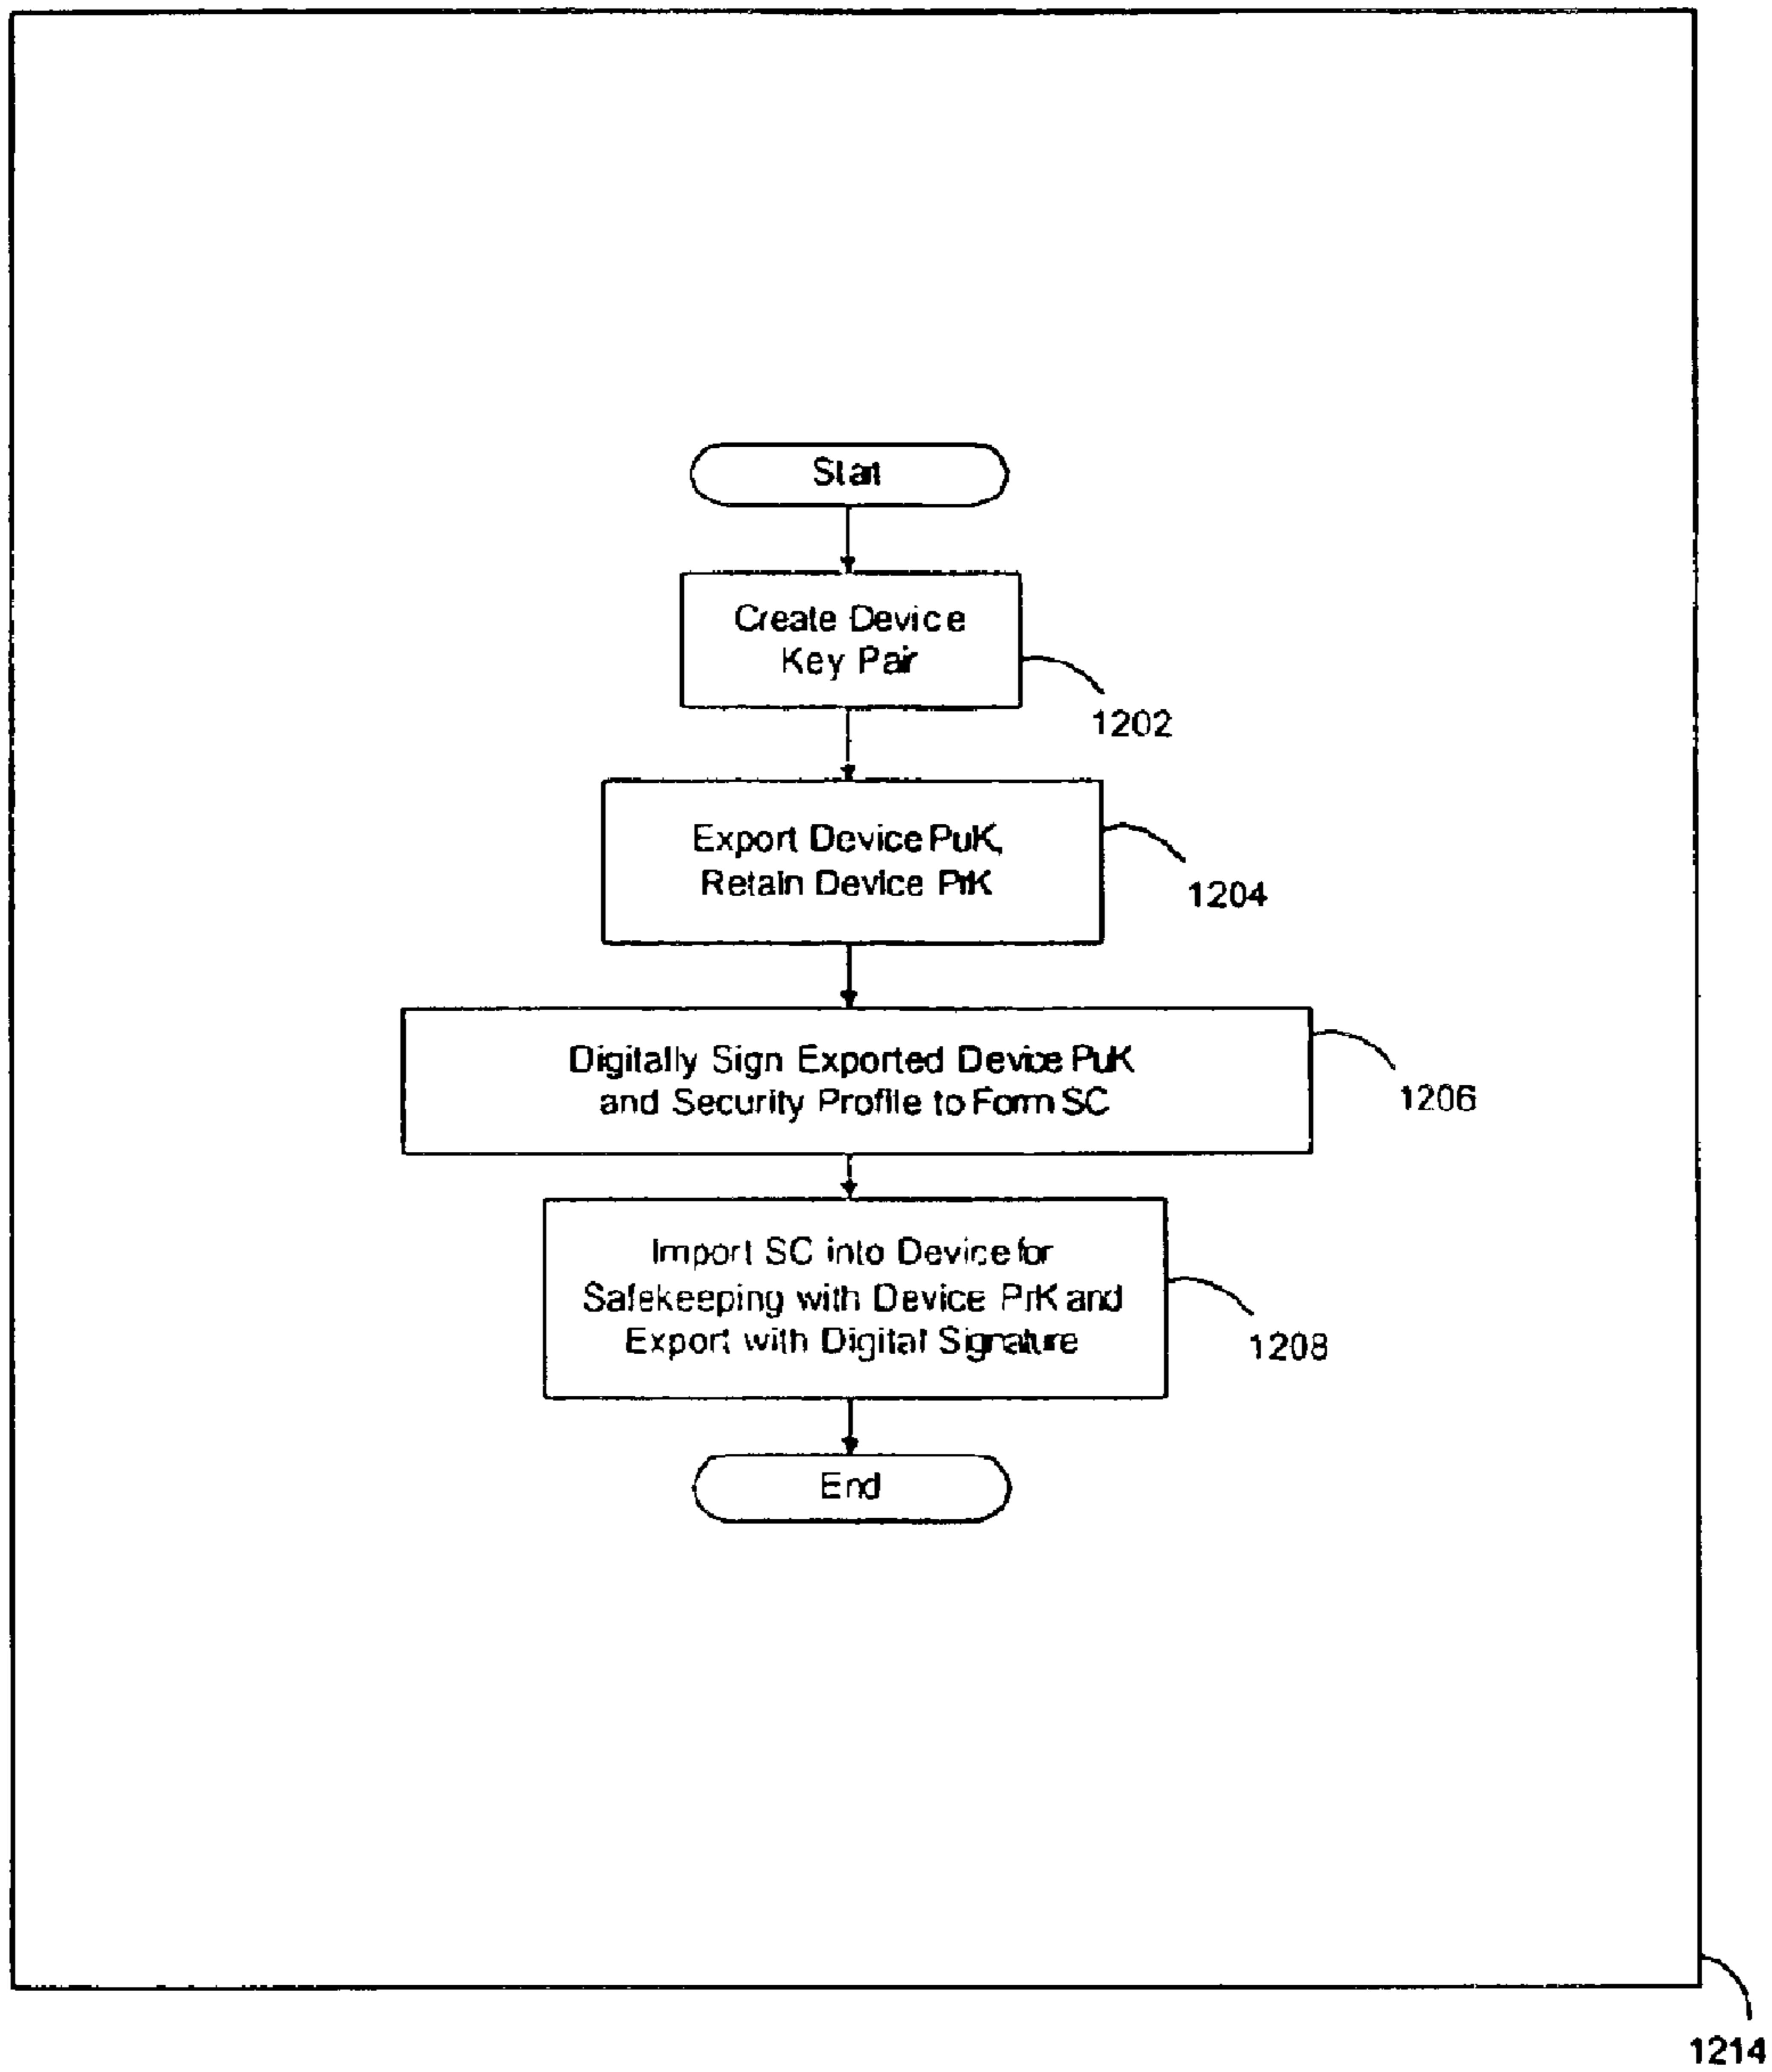 Start
Create Device
Key Pair
1202
Export Device PuK,
Retain Device PrK
1204
Digitally Sign Exported Device PuK
and Security Profile to Form SC
1206
Import SC into Device for
Safekeeping with Device PrK and
Export with Digital Signature
1208
End
1214